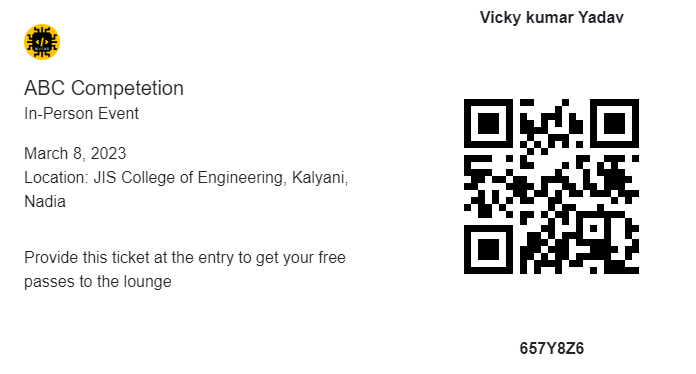 Vicky kumar Yadav
ABC Competetion
In-Person Event
March 8, 2023
Location: JIS College of Engineering, Kalyani,
Nadia
Provide this ticket at the entry to get your free
passes to the lounge
657Y8Z6